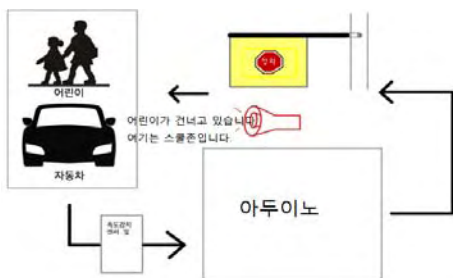 정지
어린이
어린이가 건너고 있습니다
여기는 스쿨존입니다.
자동차
아두이노